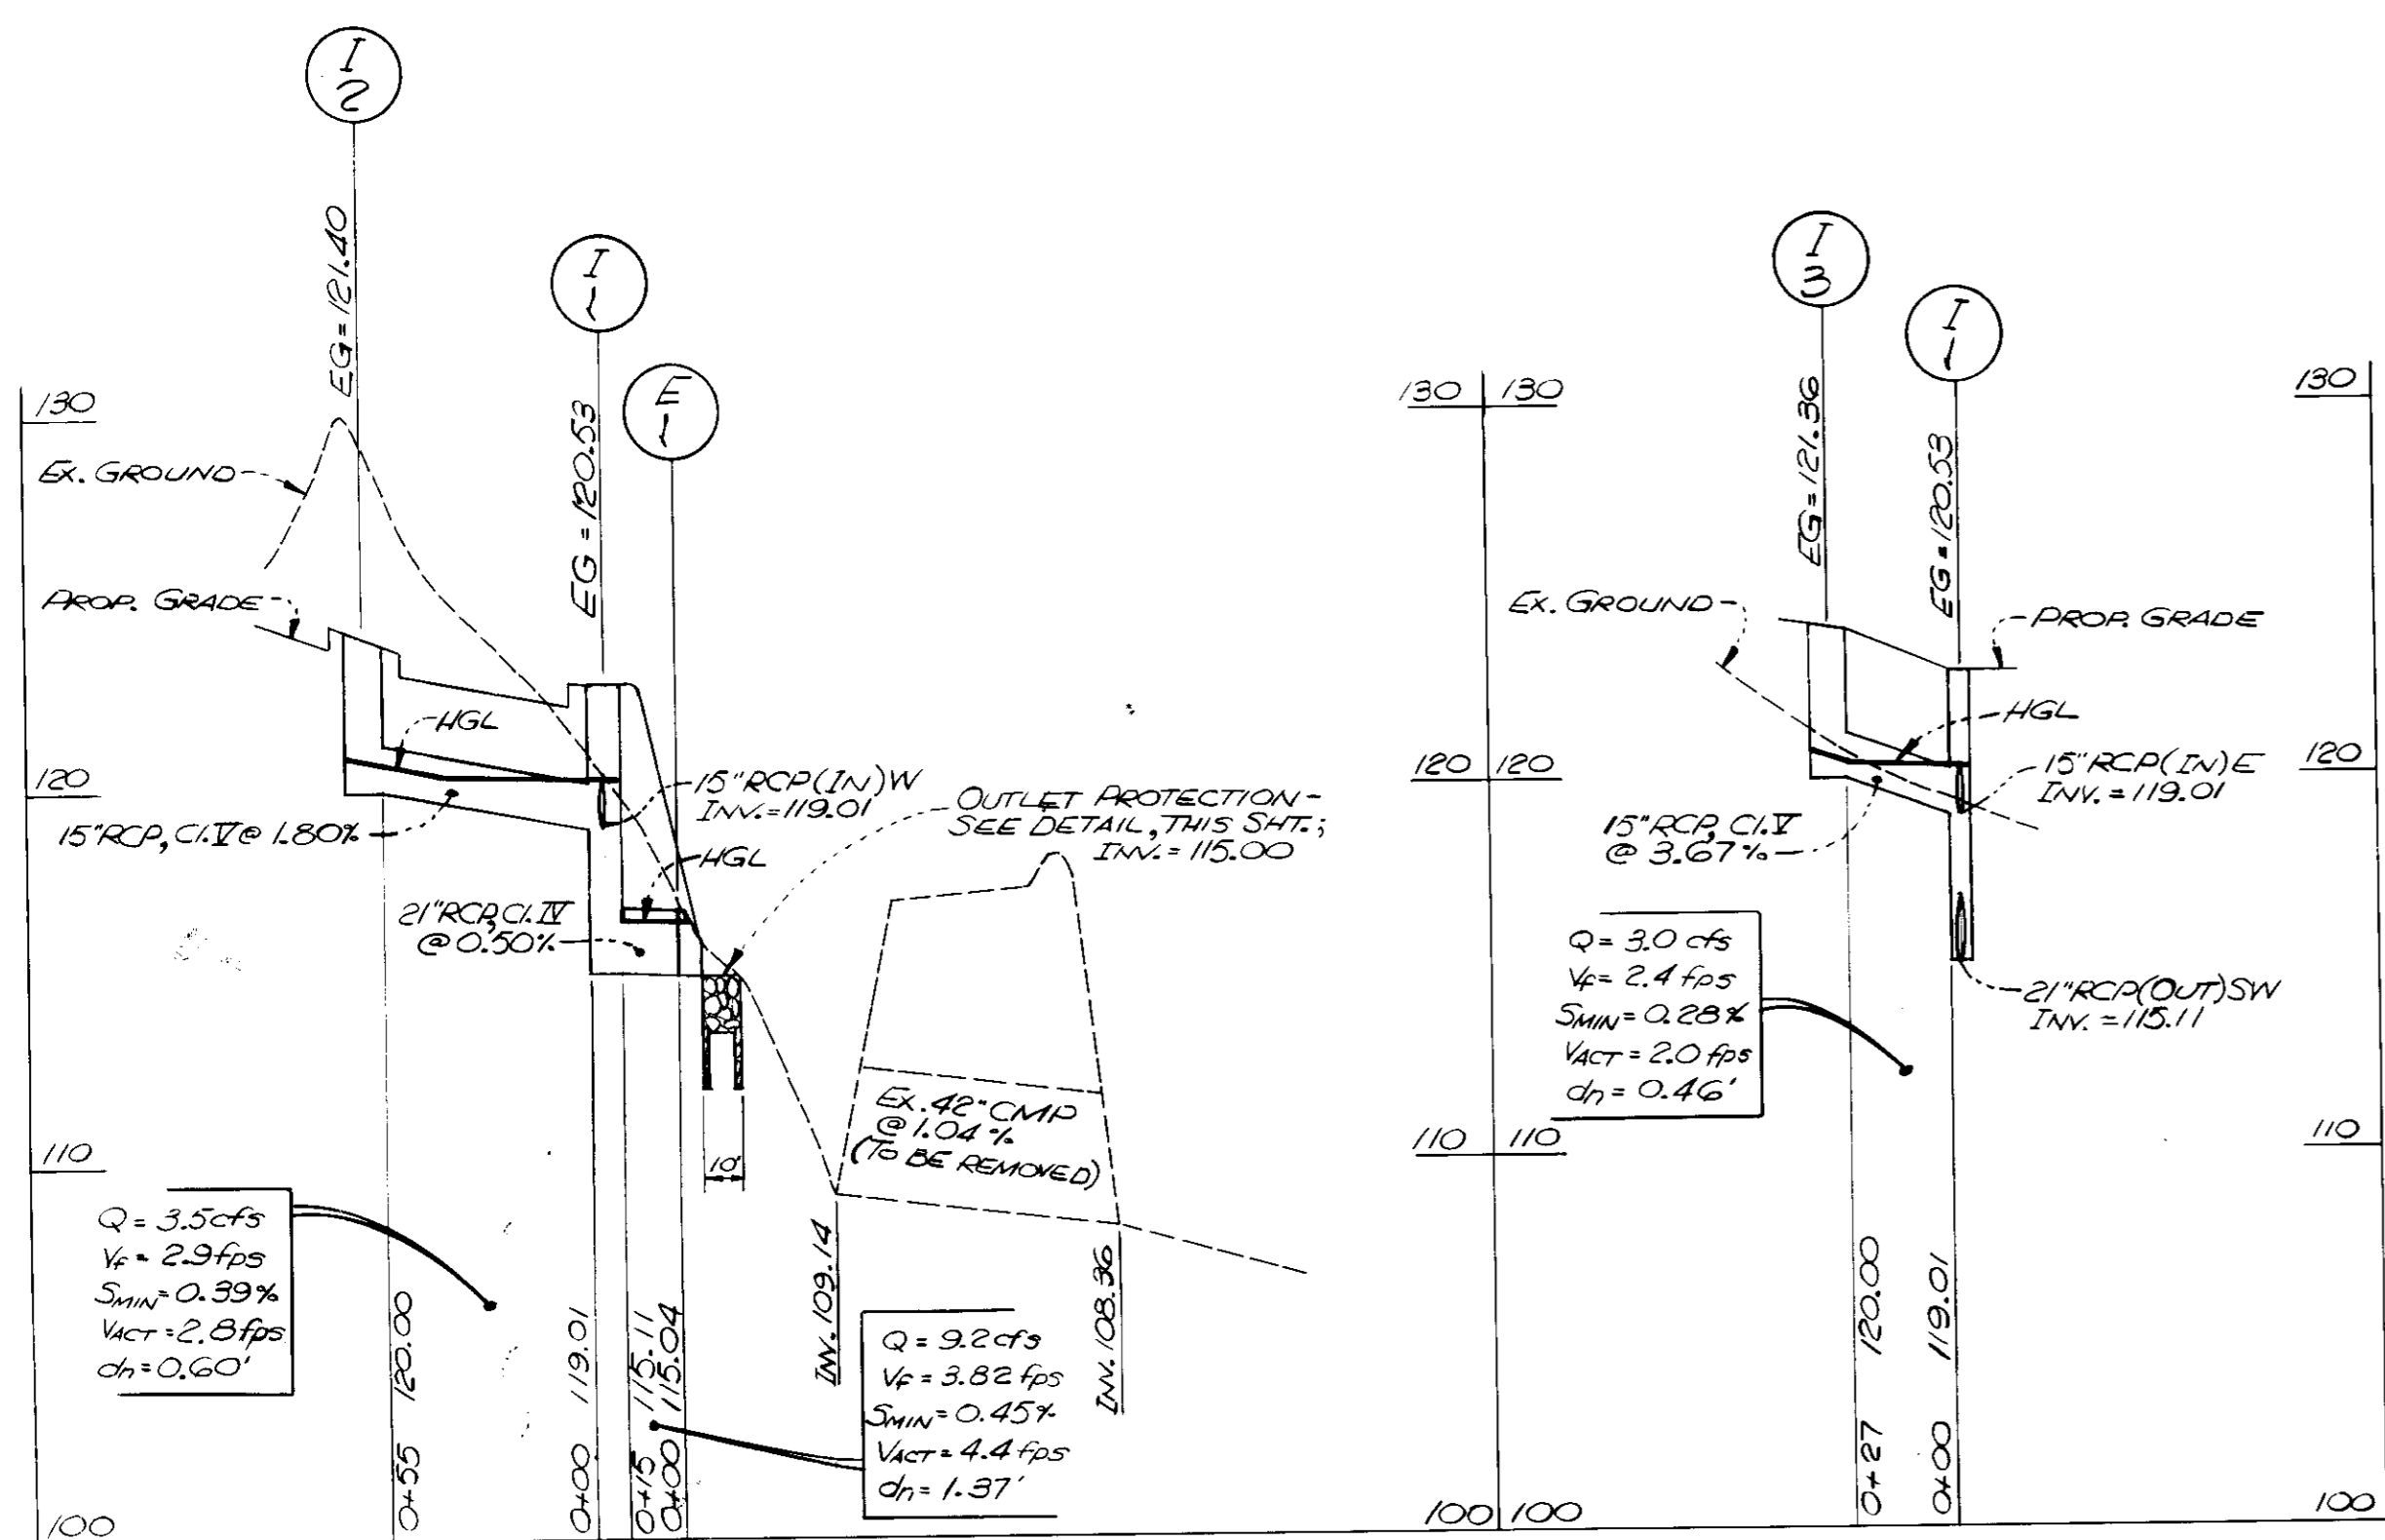 I
2
EG = 121.40
I
1
EG = 120.53
E
1
130
EX. GROUND
PROP. GRADE
HGL
120
15" RCP, Cl. V @ 1.80%
15" RCP (IN) W
INV. = 119.01
HGL
OUTLET PROTECTION -
SEE DETAIL, THIS SHT.;
INV. = 115.00
21" RCP, Cl. IV
@ 0.50%
EX. 42" CMP
@ 1.04 %
(TO BE REMOVED)
10'
110
Q = 3.5 cfs
Vf = 2.9 fps
SMIN = 0.39%
VACT = 2.8 fps
dn = 0.60'
INV. 109.14
INV. 108.36
Q = 9.2 cfs
Vf = 3.82 fps
SMIN = 0.45%
VACT = 4.4 fps
dn = 1.37'
0+55 120.00
0+00 119.01
0+15 115.11
0+00 115.04
100
I
3
EG = 121.36
I
1
EG = 120.53
130 130
130
EX. GROUND
PROP. GRADE
HGL
120 120
120
15" RCP (IN) E
INV. = 119.01
15" RCP, Cl. V
@ 3.67%
Q = 3.0 cfs
Vf = 2.4 fps
SMIN = 0.28%
VACT = 2.0 fps
dn = 0.46'
21" RCP (OUT) SW
INV. = 115.11
110 110
110
0+27 120.00
0+00 119.01
100 100
100